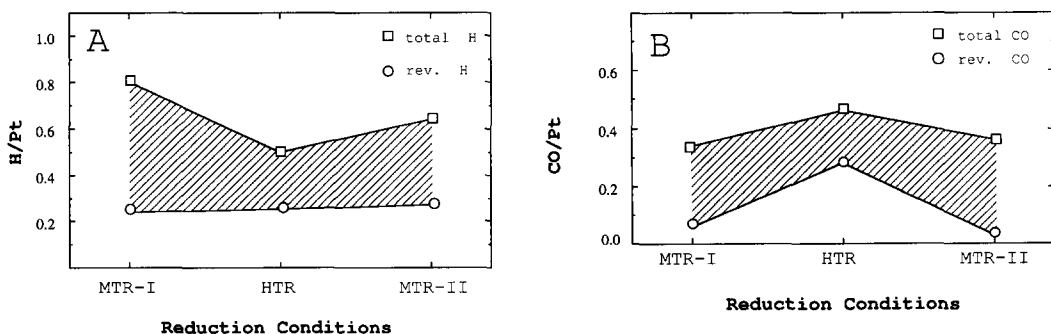 A
total H
rev. H
1.0
0.8
0.6
0.4
0.2
H/Pt
MTR-I HTR MTR-II
Reduction Conditions
B
total CO
rev. CO
0.6
0.4
0.2
0.0
CO/Pt
MTR-I HTR MTR-II
Reduction Conditions